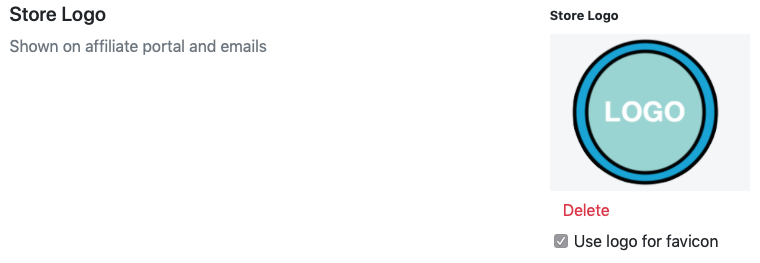 Store Logo
Shown on affiliate portal and emails
Store Logo
LOGO
Delete
Use logo for favicon